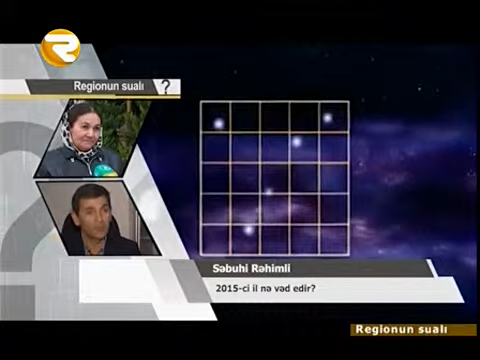 R
Regionun sualı ?
Səbuhi Rəhimli
2015-ci il nə vəd edir?
Regionun sualı